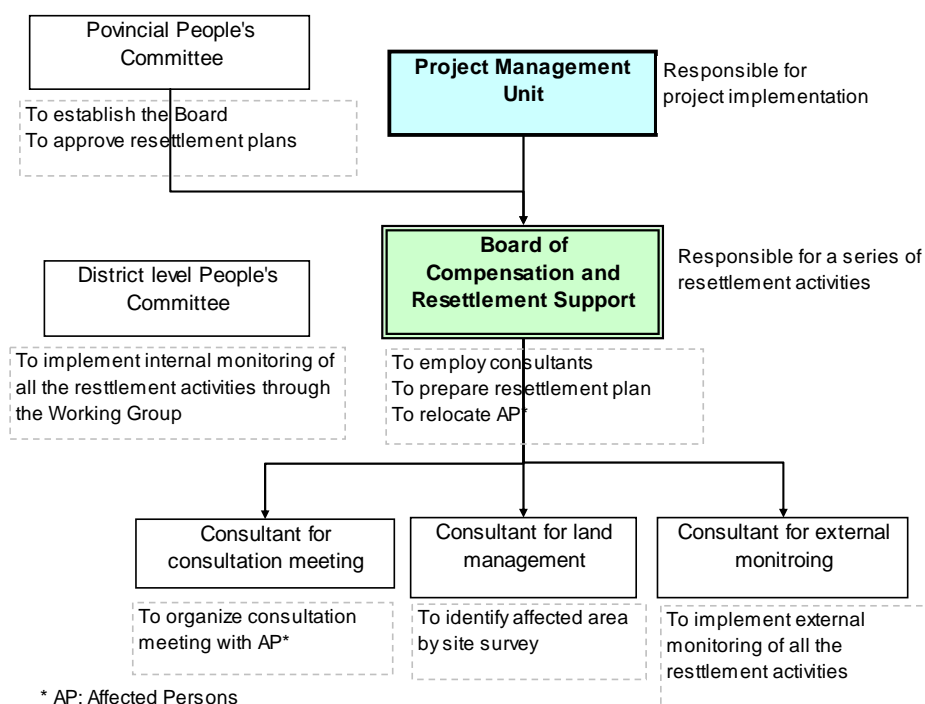 Povincial People's
Committee
To establish the Board
To approve resettlement plans
Project Management
Unit
Responsible for
project implementation
Board of
Compensation and
Resettlement Support
Responsible for a series of
resettlement activities
District level People's
Committee
To implement internal monitoring of
all the resttlement activities through
the Working Group
To employ consultants
To prepare resettlement plan
To relocate AP*
Consultant for
consultation meeting
To organize consultation
meeting with AP*
Consultant for land
management
To identify affected area
by site survey
Consultant for external
monitroing
To implement external
monitoring of all the
resttlement activities
* AP: Affected Persons